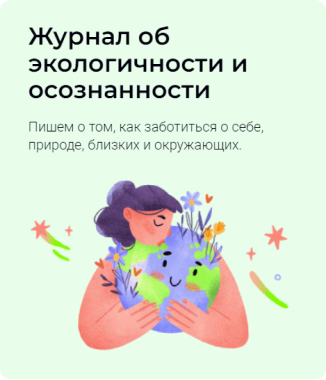 Журнал об
экологичности и
осознанности
Пишем о том, как заботиться о себе,
природе, близких и окружающих.